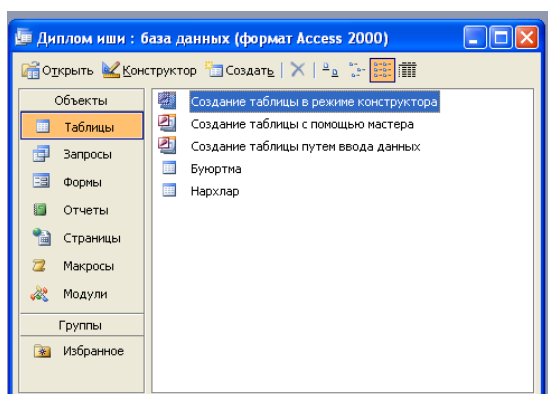 Диплом иши : база данных (формат Access 2000)
Открыть Конструктор Создать
Объекты
Таблицы
Запросы
Формы
Отчеты
Страницы
Макросы
Модули
Группы
Избранное
Создание таблицы в режиме конструктора
Создание таблицы с помощью мастера
Создание таблицы путем ввода данных
Буюртма
Нархлар